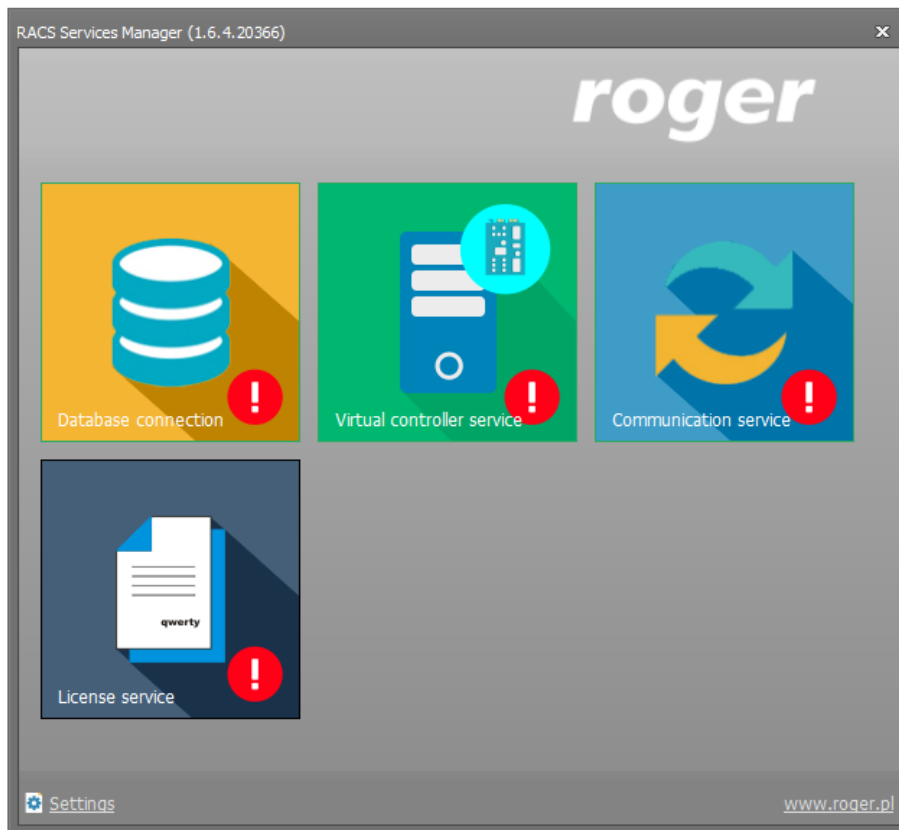 RACS Services Manager (1.6.4.20366)
roger
Database connection
Virtual controller service
Communication service
qwerty
License service
Settings
www.roger.pl